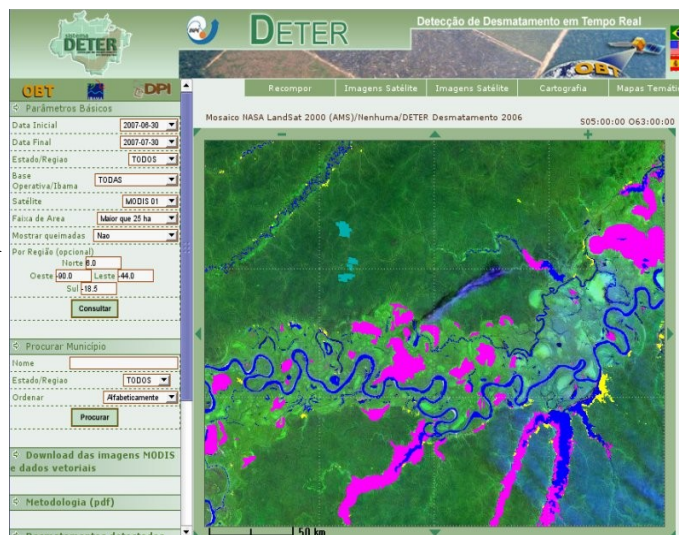 sistema
DETER
DETER
Detecção de Desmatamento em Tempo Real
OBT
OBT
DPI
Recompor
Imagens Satélite
Imagens Satélite
Cartografia
Mapas Temáti
Parâmetros Básicos
Data Inicial 2007-06-30
Data Final 2007-07-30
Estado/Regiao TODOS
Base
Operativa/Ibama TODAS
Satélite MODIS 01
Faixa de Area Maior que 25 ha
Mostrar queimadas Nao
Por Região (opcional)
Norte 6.0
Oeste -90.0 Leste -44.0
Sul -18.5
Consultar
Procurar Município
Nome
Estado/Regiao TODOS
Ordenar Alfabeticamente
Procurar
Download das imagens MODIS
e dados vetoriais
Metodologia (pdf)
Mosaico NASA LandSat 2000 (AMS)/Nenhuma/DETER Desmatamento 2006
S05:00:00 O63:00:00
50 km